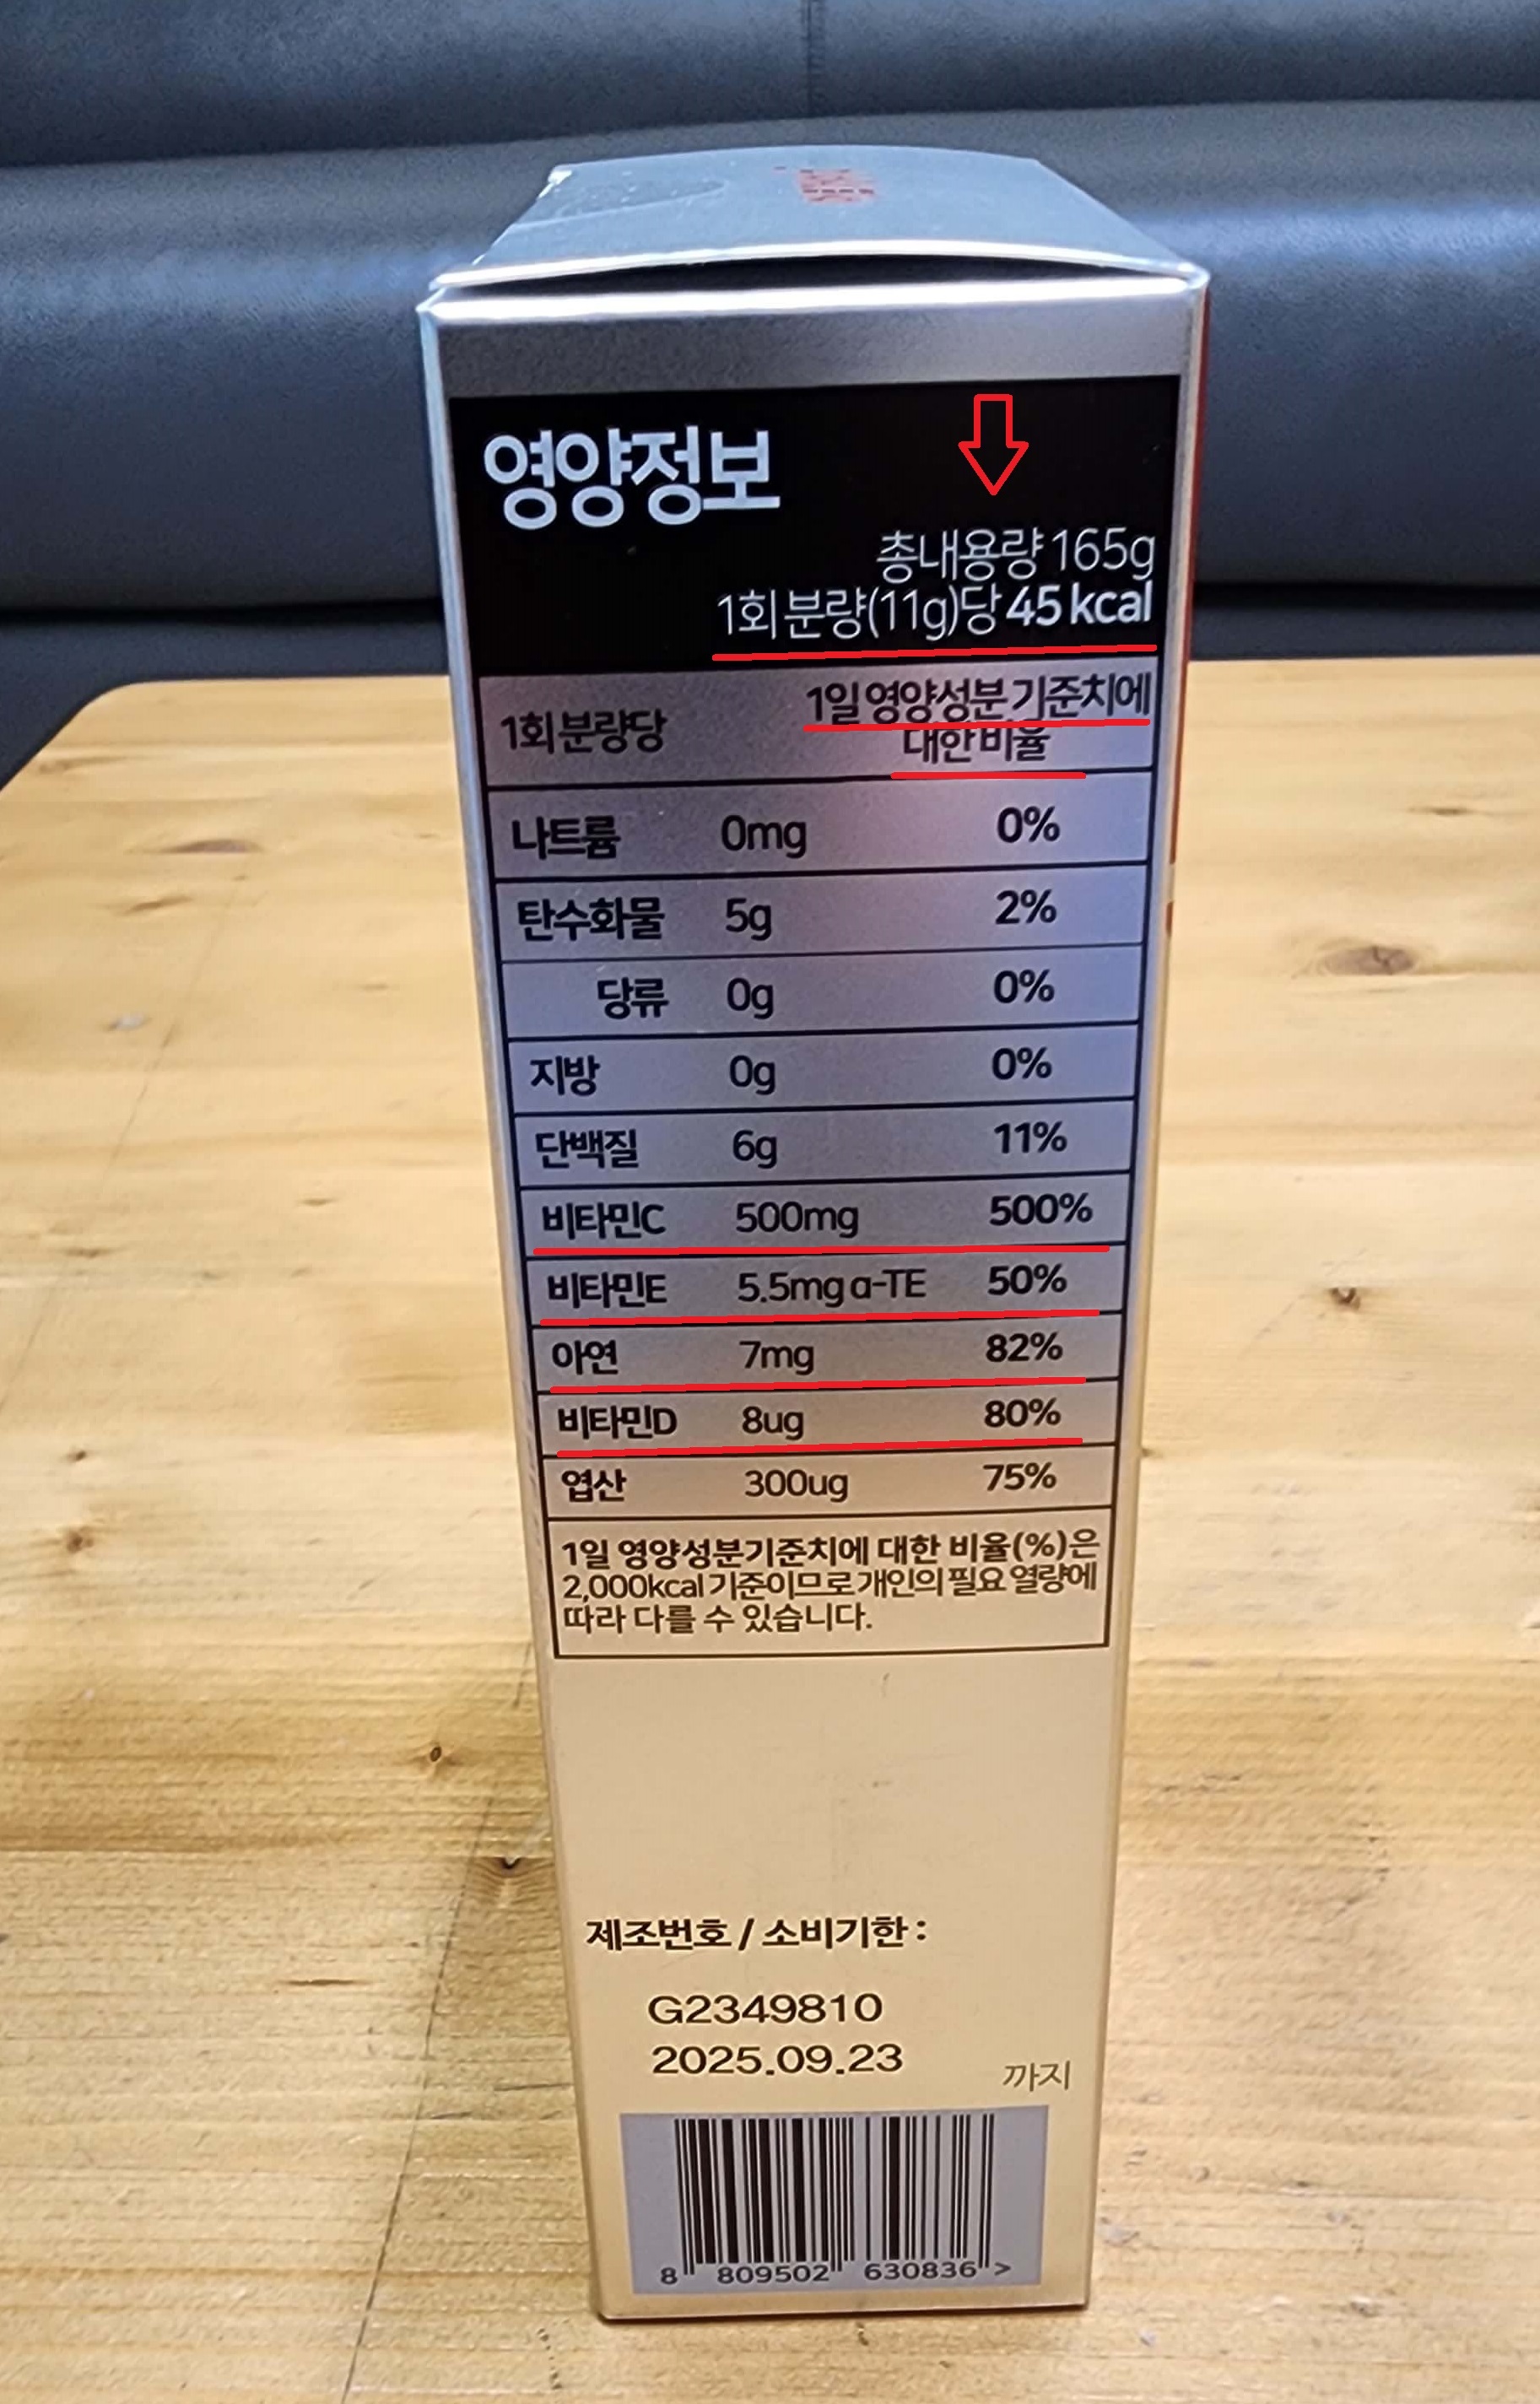 영양정보
총내용량 165g
1회 분량(11g)당 45 kcal
1회 분량당
1일 영양성분 기준치에
대한 비율
나트륨 0mg 0%
탄수화물 5g 2%
당류 0g 0%
지방 0g 0%
단백질 6g 11%
비타민C 500mg 500%
비타민E 5.5mg α-TE 50%
아연 7mg 82%
비타민D 8ug 80%
엽산 300ug 75%
1일 영양성분기준치에 대한 비율(%)은
2,000kcal 기준이므로 개인의 필요 열량에
따라 다를 수 있습니다.
제조번호 / 소비기한 :
G2349810
2025.09.23
까지
8 809502 630836 >